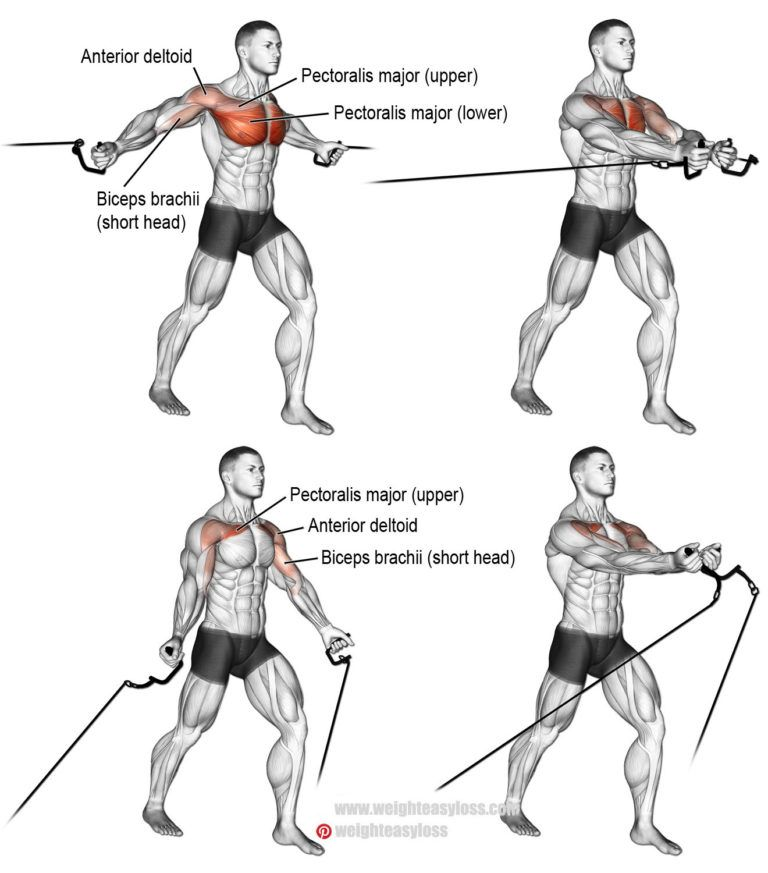 Anterior deltoid
Pectoralis major (upper)
Pectoralis major (lower)
Biceps brachii
(short head)
Pectoralis major (upper)
Anterior deltoid
Biceps brachii (short head)
www.weighteasyloss.com
weighteasyloss